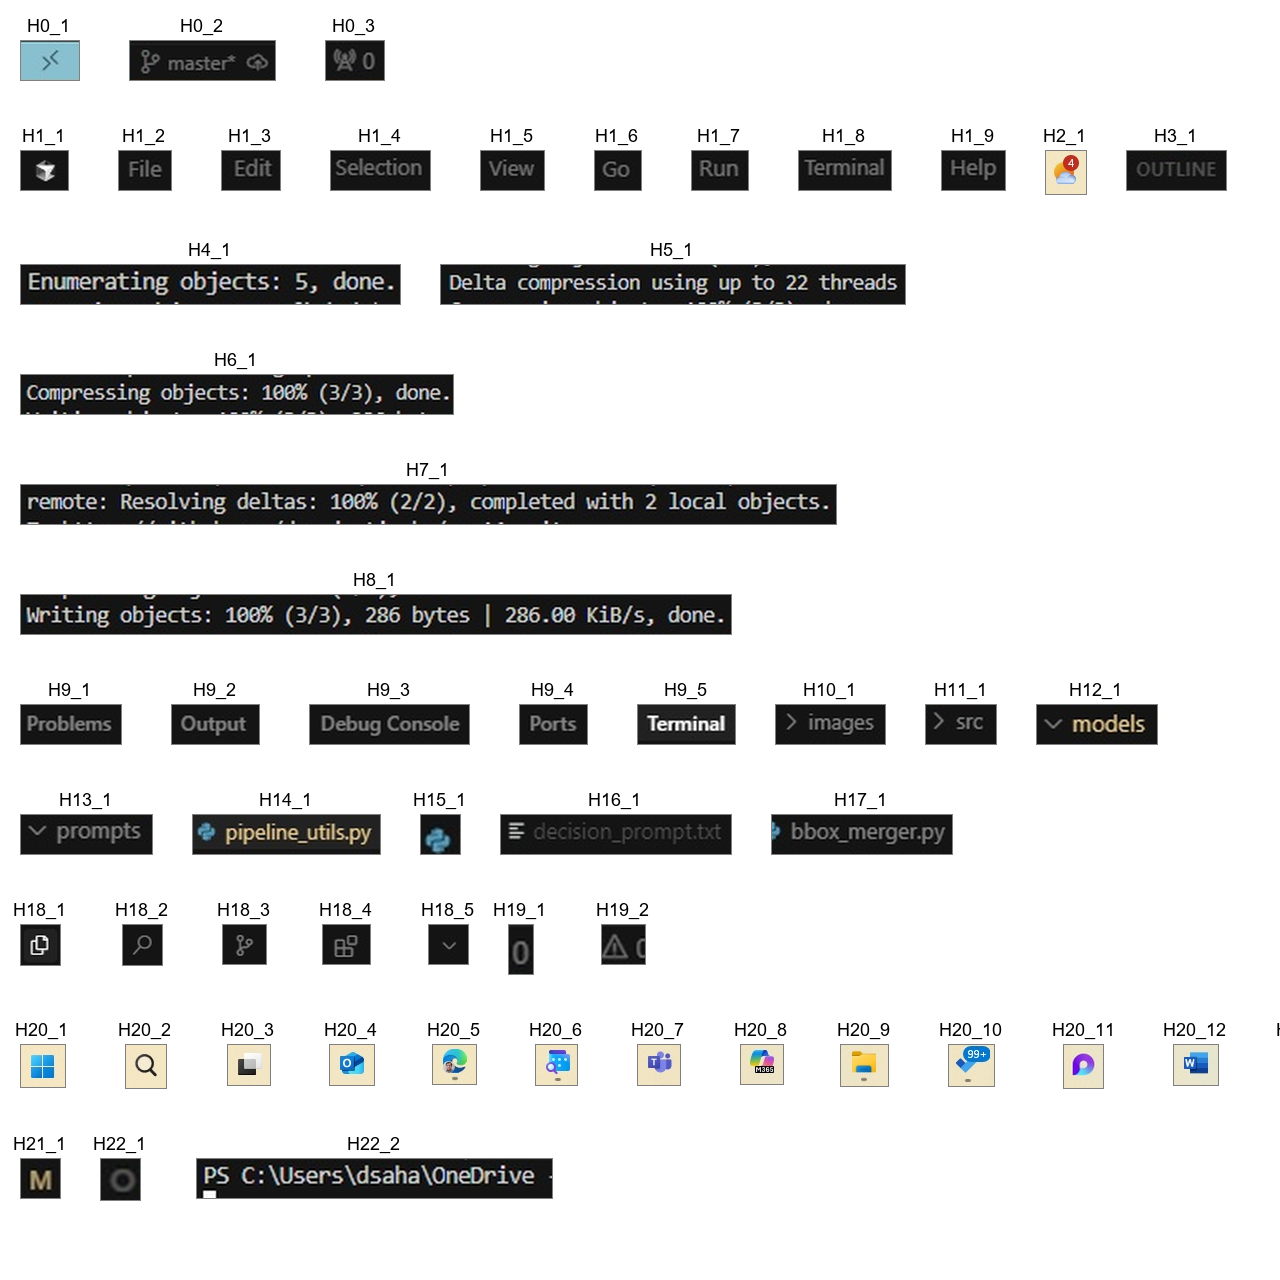 H0_1 H0_2 H0_3
master* 0
H1_1 H1_2 H1_3 H1_4 H1_5 H1_6 H1_7 H1_8 H1_9 H2_1 H3_1
File Edit Selection View Go Run Terminal Help 4 OUTLINE
H4_1 H5_1
Enumerating objects: 5, done. Delta compression using up to 22 threads
H6_1
Compressing objects: 100% (3/3), done.
H7_1
remote: Resolving deltas: 100% (2/2), completed with 2 local objects.
H8_1
Writing objects: 100% (3/3), 286 bytes | 286.00 KiB/s, done.
H9_1 H9_2 H9_3 H9_4 H9_5 H10_1 H11_1 H12_1
Problems Output Debug Console Ports Terminal images src models
H13_1 H14_1 H15_1 H16_1 H17_1
prompts pipeline_utils.py decision_prompt.txt bbox_merger.py
H18_1 H18_2 H18_3 H18_4 H18_5 H19_1 H19_2
0
H20_1 H20_2 H20_3 H20_4 H20_5 H20_6 H20_7 H20_8 H20_9 H20_10 H20_11 H20_12
O T M365 99+ W
H21_1 H22_1 H22_2
M PS C:\Users\dsaha\OneDrive -